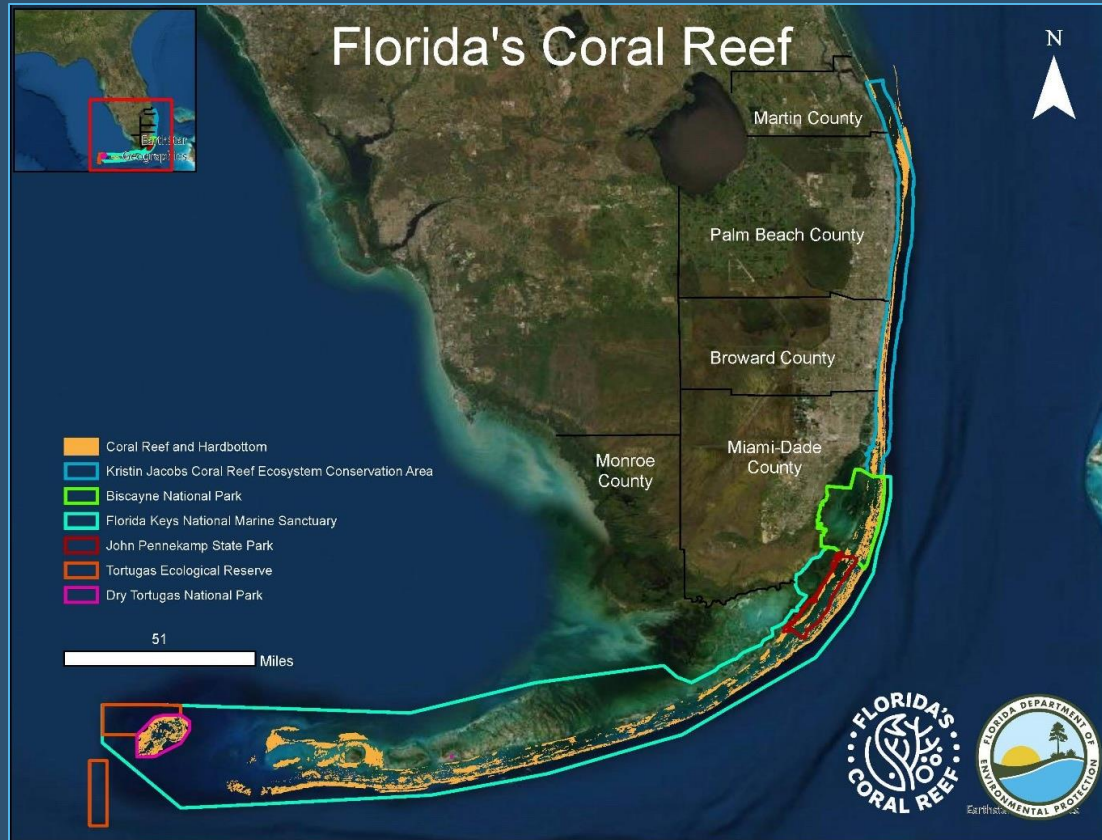 Florida's Coral Reef
N
Earthstar
Geographics
Martin County
Palm Beach County
Broward County
Miami-Dade
County
Monroe
County
Coral Reef and Hardbottom
Kristin Jacobs Coral Reef Ecosystem Conservation Area
Biscayne National Park
Florida Keys National Marine Sanctuary
John Pennekamp State Park
Tortugas Ecological Reserve
Dry Tortugas National Park
51
Miles
FLORIDA'S
CORAL REEF
FLORIDA DEPARTMENT OF
ENVIRONMENTAL PROTECTION